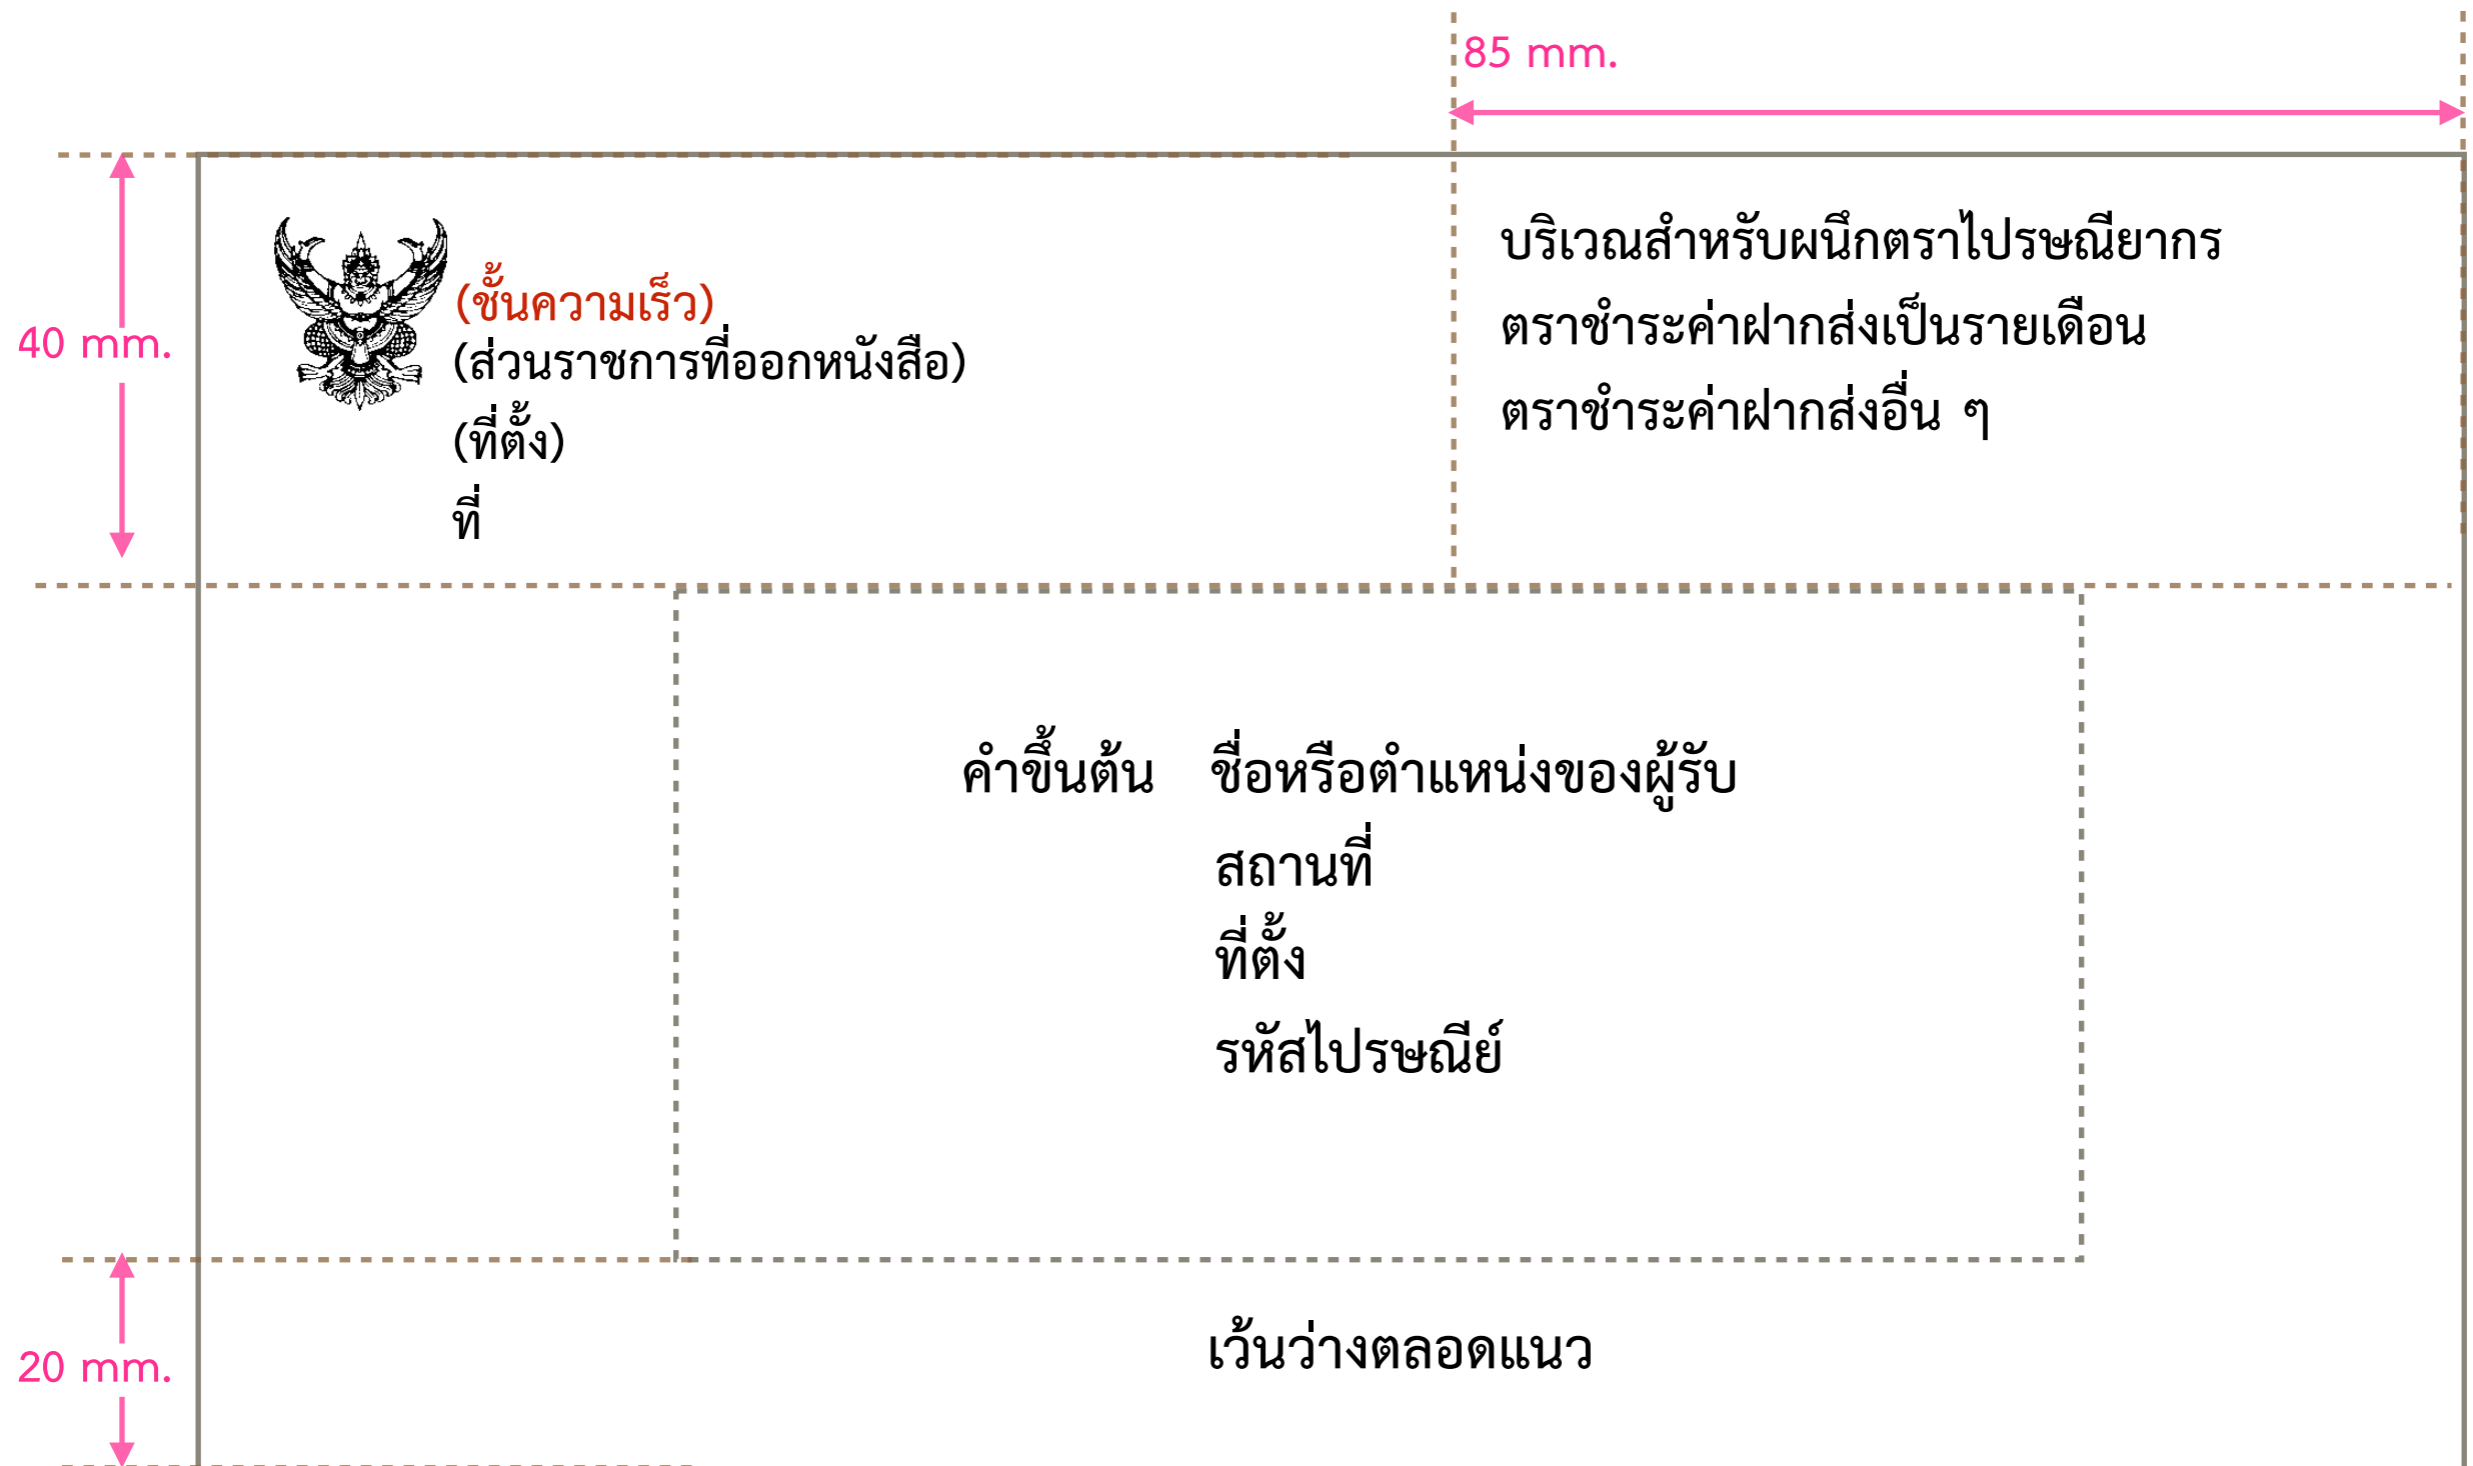 85 mm.
40 mm.
(ชั้นความเร็ว)
(ส่วนราชการที่ออกหนังสือ)
(ที่ตั้ง)
ที่
บริเวณสำหรับผนึกตราไปรษณียากร
ตราชำระค่าฝากส่งเป็นรายเดือน
ตราชำระค่าฝากส่งอื่น ๆ
คำขึ้นต้น ชื่อหรือตำแหน่งของผู้รับ
สถานที่
ที่ตั้ง
รหัสไปรษณีย์
20 mm.
เว้นว่างตลอดแนว